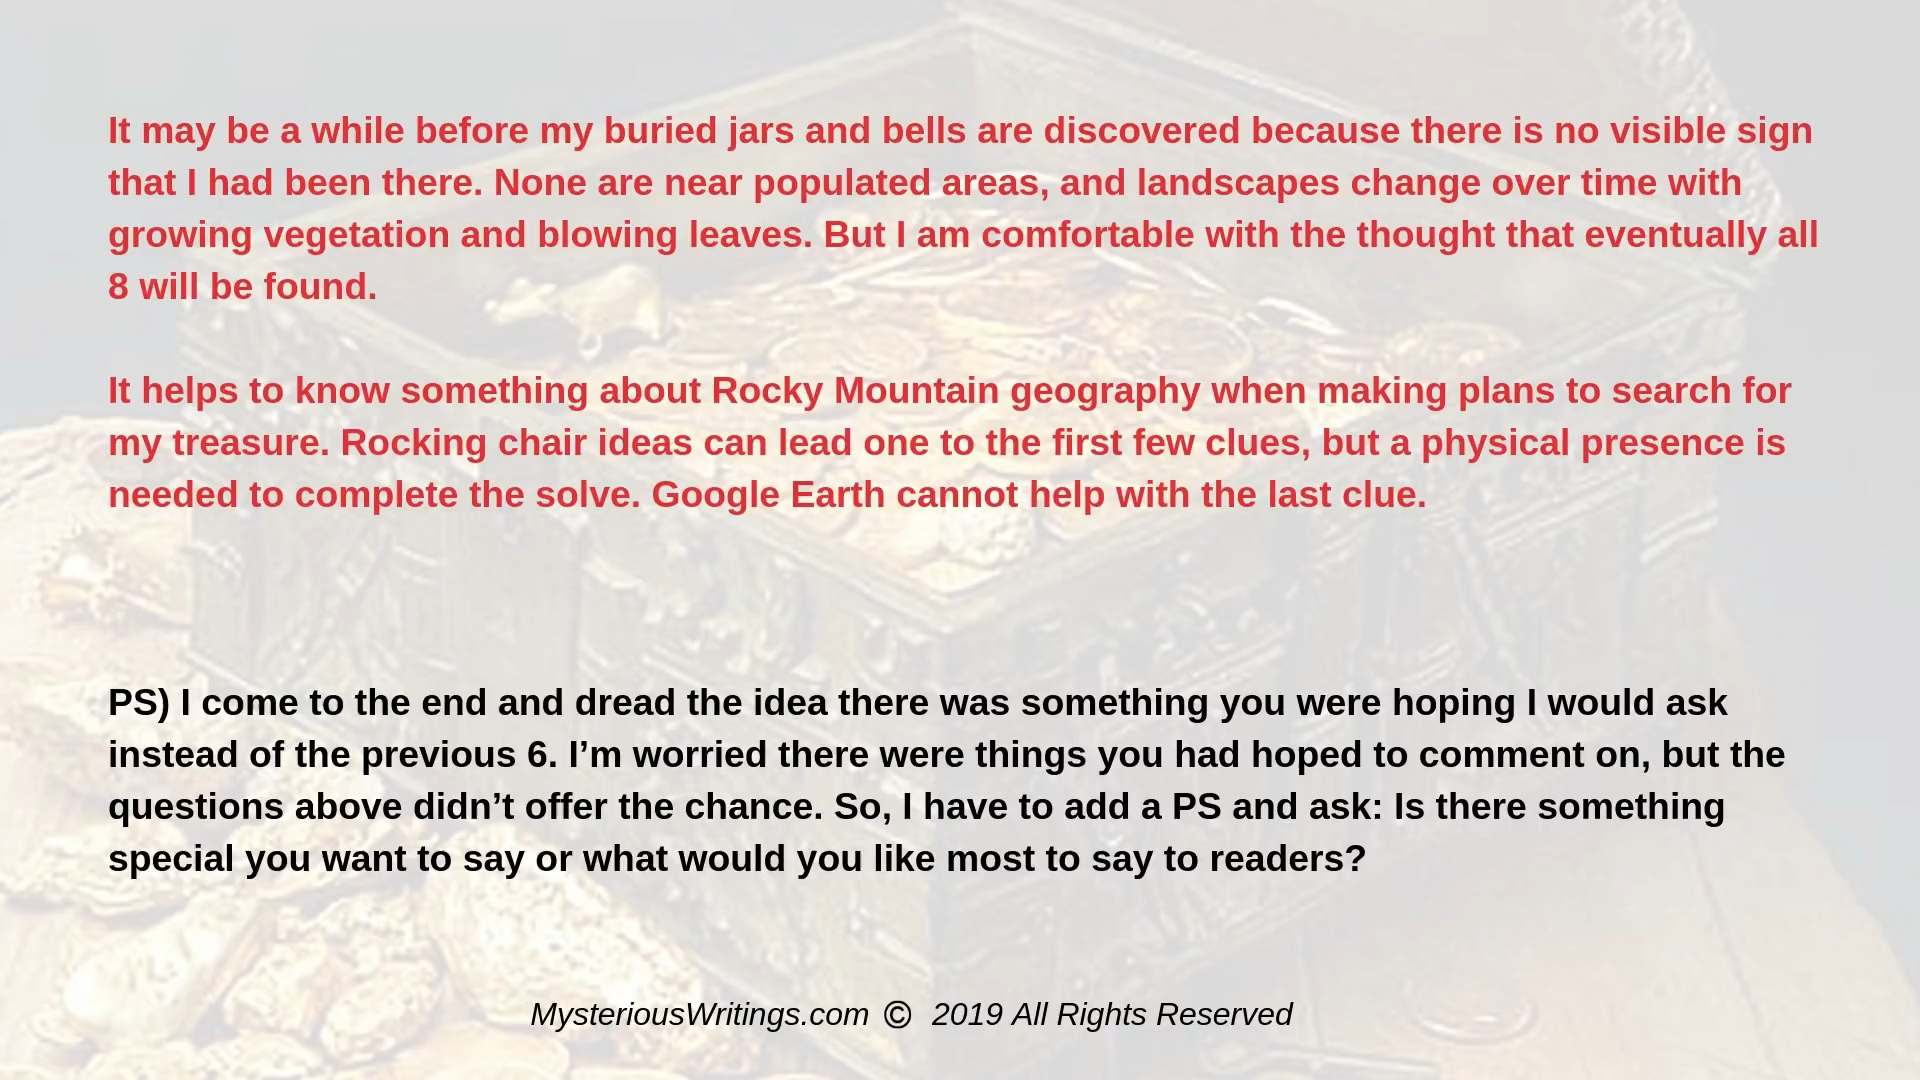 It may be a while before my buried jars and bells are discovered because there is no visible sign
that I had been there. None are near populated areas, and landscapes change over time with
growing vegetation and blowing leaves. But I am comfortable with the thought that eventually all
8 will be found.
It helps to know something about Rocky Mountain geography when making plans to search for
my treasure. Rocking chair ideas can lead one to the first few clues, but a physical presence is
needed to complete the solve. Google Earth cannot help with the last clue.
PS) I come to the end and dread the idea there was something you were hoping I would ask
instead of the previous 6. I’m worried there were things you had hoped to comment on, but the
questions above didn’t offer the chance. So, I have to add a PS and ask: Is there something
special you want to say or what would you like most to say to readers?
MysteriousWritings.com © 2019 All Rights Reserved